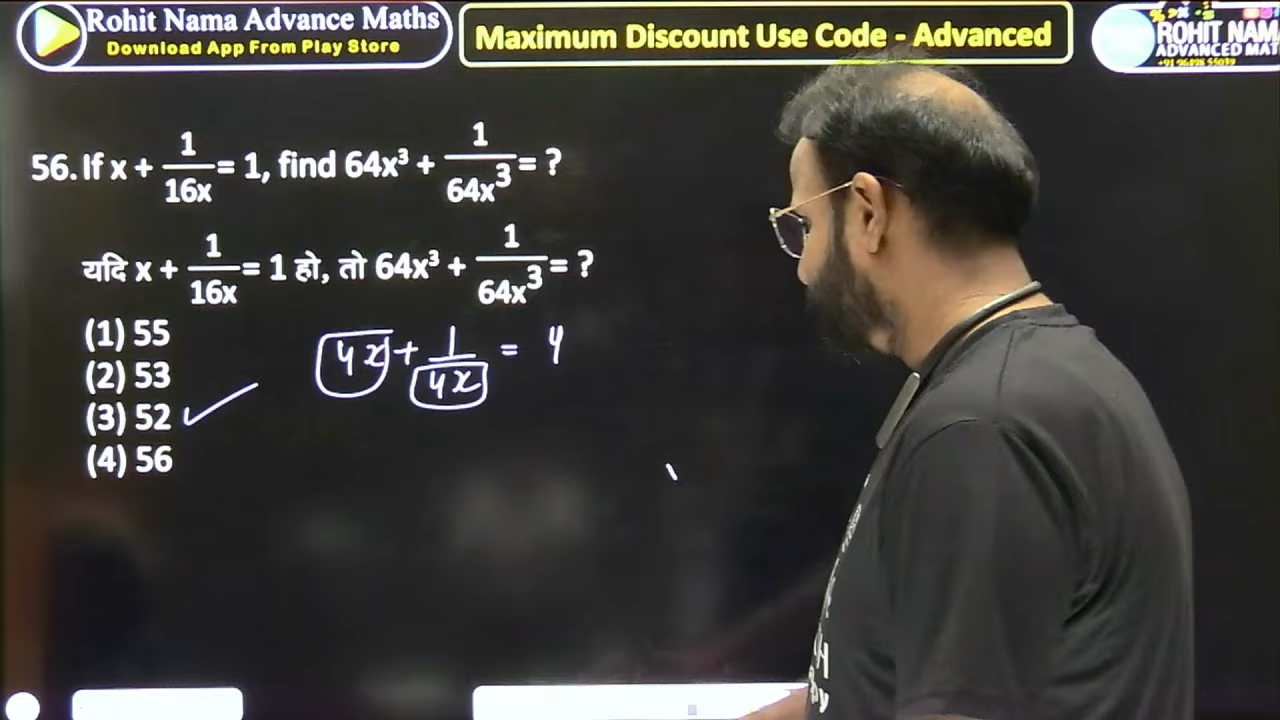 Rohit Nama Advance Maths
Download App From Play Store
Maximum Discount Use Code - Advanced
ROHIT NAM
ADVANCED MAT
56. If x + 1/16x = 1, find 64x³ + 1/64x³ = ?
यदि x + 1/16x = 1 हो, तो 64x³ + 1/64x³ = ?
(1) 55
(2) 53
(3) 52
(4) 56
4x + 1/4x = 4